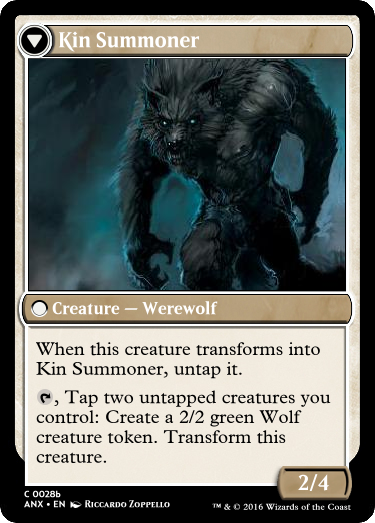 Kin Summoner
Creature — Werewolf
When this creature transforms into
Kin Summoner, untap it.
, Tap two untapped creatures you
control: Create a 2/2 green Wolf
creature token. Transform this
creature.
2/4
C 0028b
ANX • EN Riccardo Zoppello
™ & © 2016 Wizards of the Coast